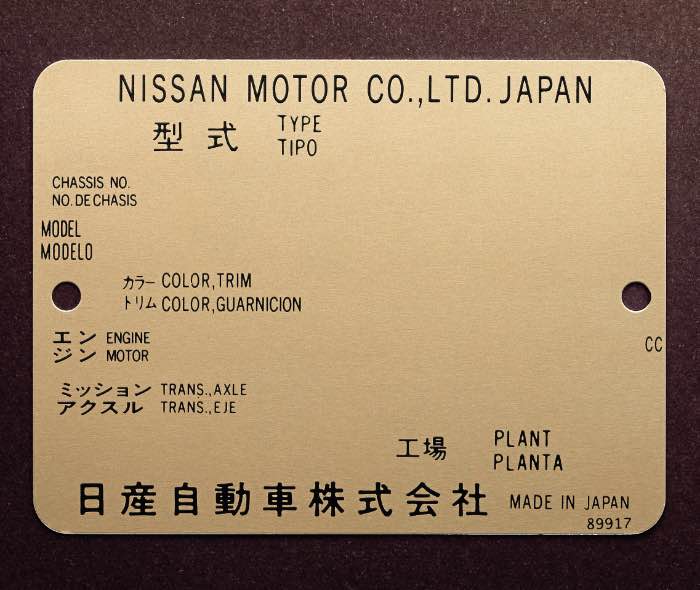 NISSAN MOTOR CO.,LTD. JAPAN
型式 TYPE
TIPO
CHASSIS NO.
NO. DE CHASIS
MODEL
MODELO
カラー COLOR,TRIM
トリム COLOR,GUARNICION
エン ENGINE
ジン MOTOR
CC
ミッション TRANS.,AXLE
アクスル TRANS.,EJE
工場 PLANT
PLANTA
日産自動車株式会社 MADE IN JAPAN
89917